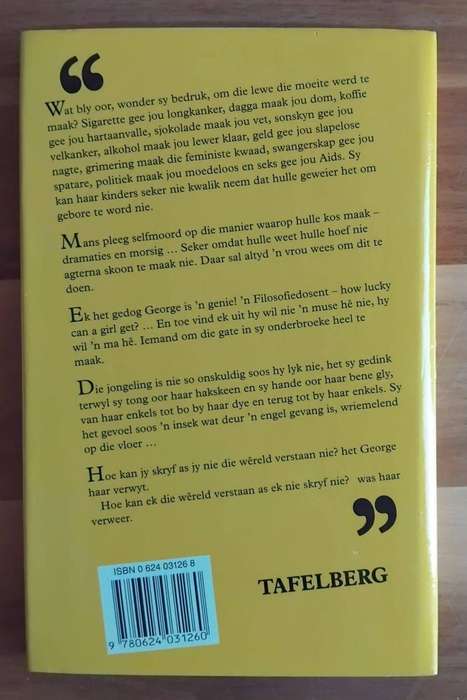 “
Wat bly oor, wonder sy bedruk, om die lewe die moeite werd te
maak? Sigarette gee jou longkanker, dagga maak jou dom, koffie
gee jou hartaanvalle, sjokolade maak jou vet, sonskyn gee jou
velkanker, alkohol maak jou lewer klaar, geld gee jou slapelose
nagte, grimering maak die feministe kwaad, swangerskap gee jou
spatare, politiek maak jou moedeloos en seks gee jou Aids. Sy
kan haar kinders seker nie kwalik neem dat hulle geweier het om
gebore te word nie.
Mans pleeg selfmoord op die manier waarop hulle kos maak –
dramaties en morsig ... Seker omdat hulle weet hulle hoef nie
agterna skoon te maak nie. Daar sal altyd 'n vrou wees om dit te
doen.
Ek het gedog George is 'n genie! 'n Filosofiedosent – how lucky
can a girl get? ... En toe vind ek uit hy wil nie 'n muse hê nie, hy
wil 'n ma hê. Iemand om die gate in sy onderbroeke heel te
maak.
Die jongeling is nie so onskuldig soos hy lyk nie, het sy gedink
terwyl sy tong oor haar hakskeen en sy hande oor haar bene gly,
van haar enkels tot bo by haar dye en terug tot by haar enkels. Sy
het gevoel soos 'n insek wat deur 'n engel gevang is, wriemelend
op die vloer ...
Hoe kan jy skryf as jy nie die wêreld verstaan nie? het George
haar verwyt.
Hoe kan ek die wêreld verstaan as ek nie skryf nie? was haar
verweer.
”
ISBN 0 624 03126 8
9 780624 031260
TAFELBERG